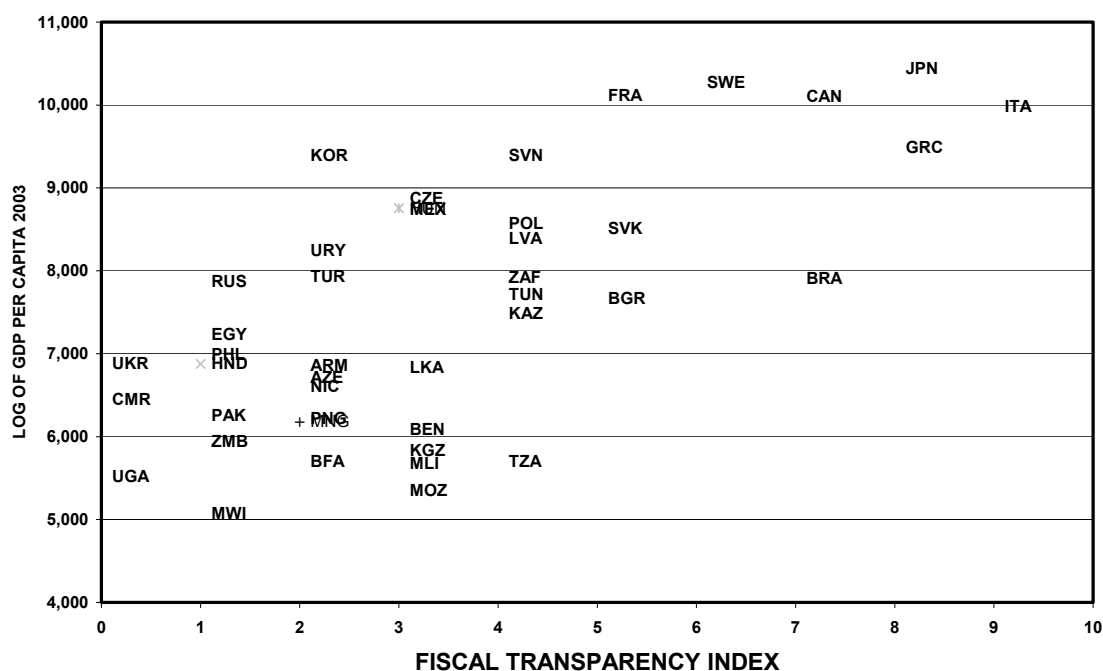 11,000
10,000
9,000
8,000
7,000
6,000
5,000
4,000
LOG OF GDP PER CAPITA 2003
JPN
SWE
FRA
CAN
ITA
GRC
KOR
SVN
CZE
MEX
POL
SVK
LVA
URY
TUR
ZAF
BRA
RUS
TUN
BGR
KAZ
EGY
PHL
UKR
HND
ARM
LKA
AZE
NIC
CMR
PAK
PNG
MNG
BEN
ZMB
KGZ
BFA
MLI
TZA
UGA
MOZ
MWI
0 1 2 3 4 5 6 7 8 9 10
FISCAL TRANSPARENCY INDEX